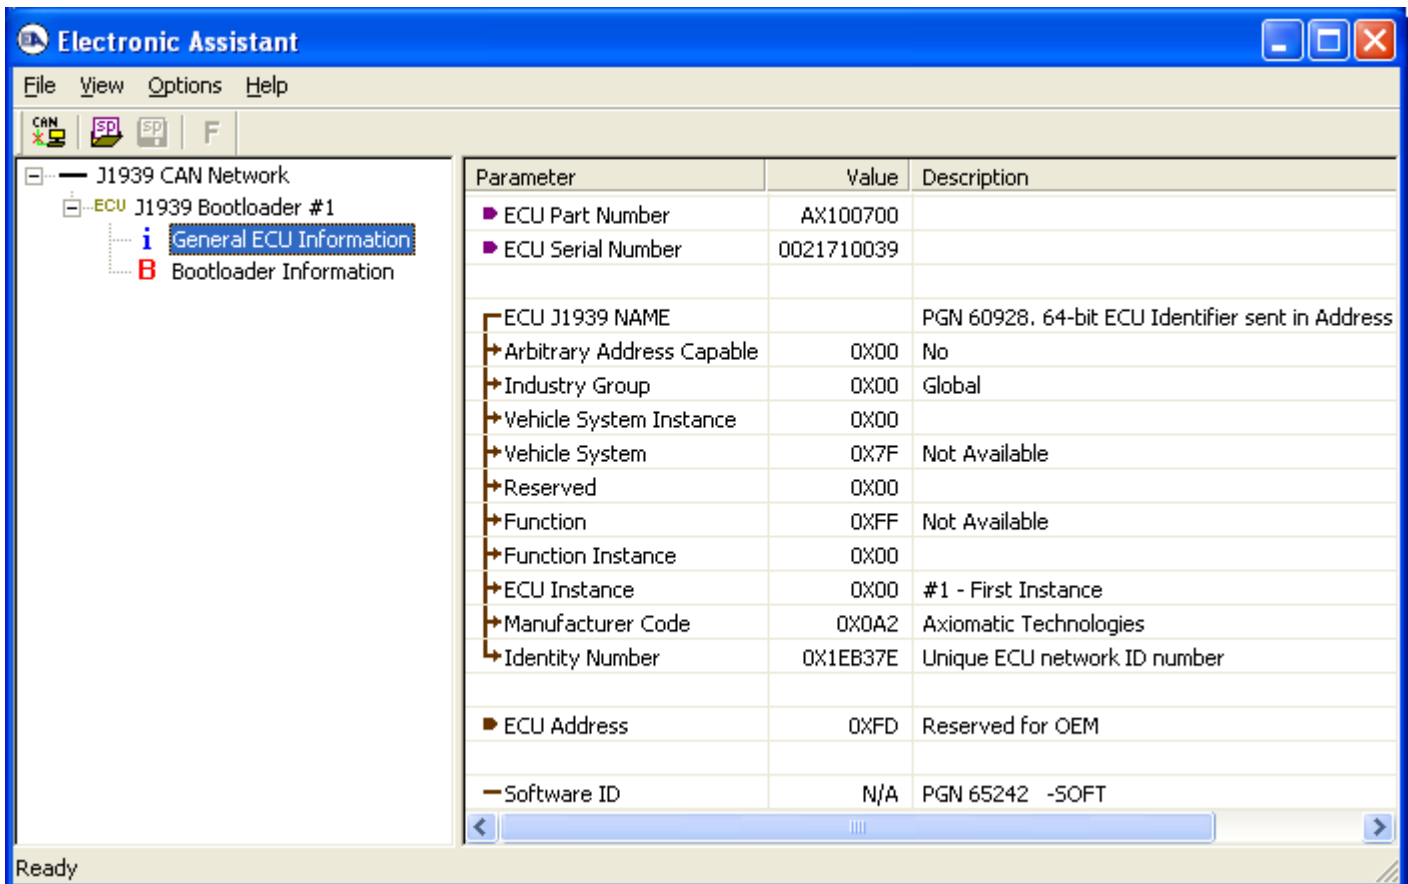 Electronic Assistant
File View Options Help
CAN SP SP F
J1939 CAN Network
ECU J1939 Bootloader #1
i General ECU Information
B Bootloader Information
Parameter Value Description
ECU Part Number AX100700
ECU Serial Number 0021710039
ECU J1939 NAME PGN 60928. 64-bit ECU Identifier sent in Address
Arbitrary Address Capable 0X00 No
Industry Group 0X00 Global
Vehicle System Instance 0X00
Vehicle System 0X7F Not Available
Reserved 0X00
Function 0XFF Not Available
Function Instance 0X00
ECU Instance 0X00 #1 - First Instance
Manufacturer Code 0X0A2 Axiomatic Technologies
Identity Number 0X1EB37E Unique ECU network ID number
ECU Address 0XFD Reserved for OEM
Software ID N/A PGN 65242 -SOFT
Ready